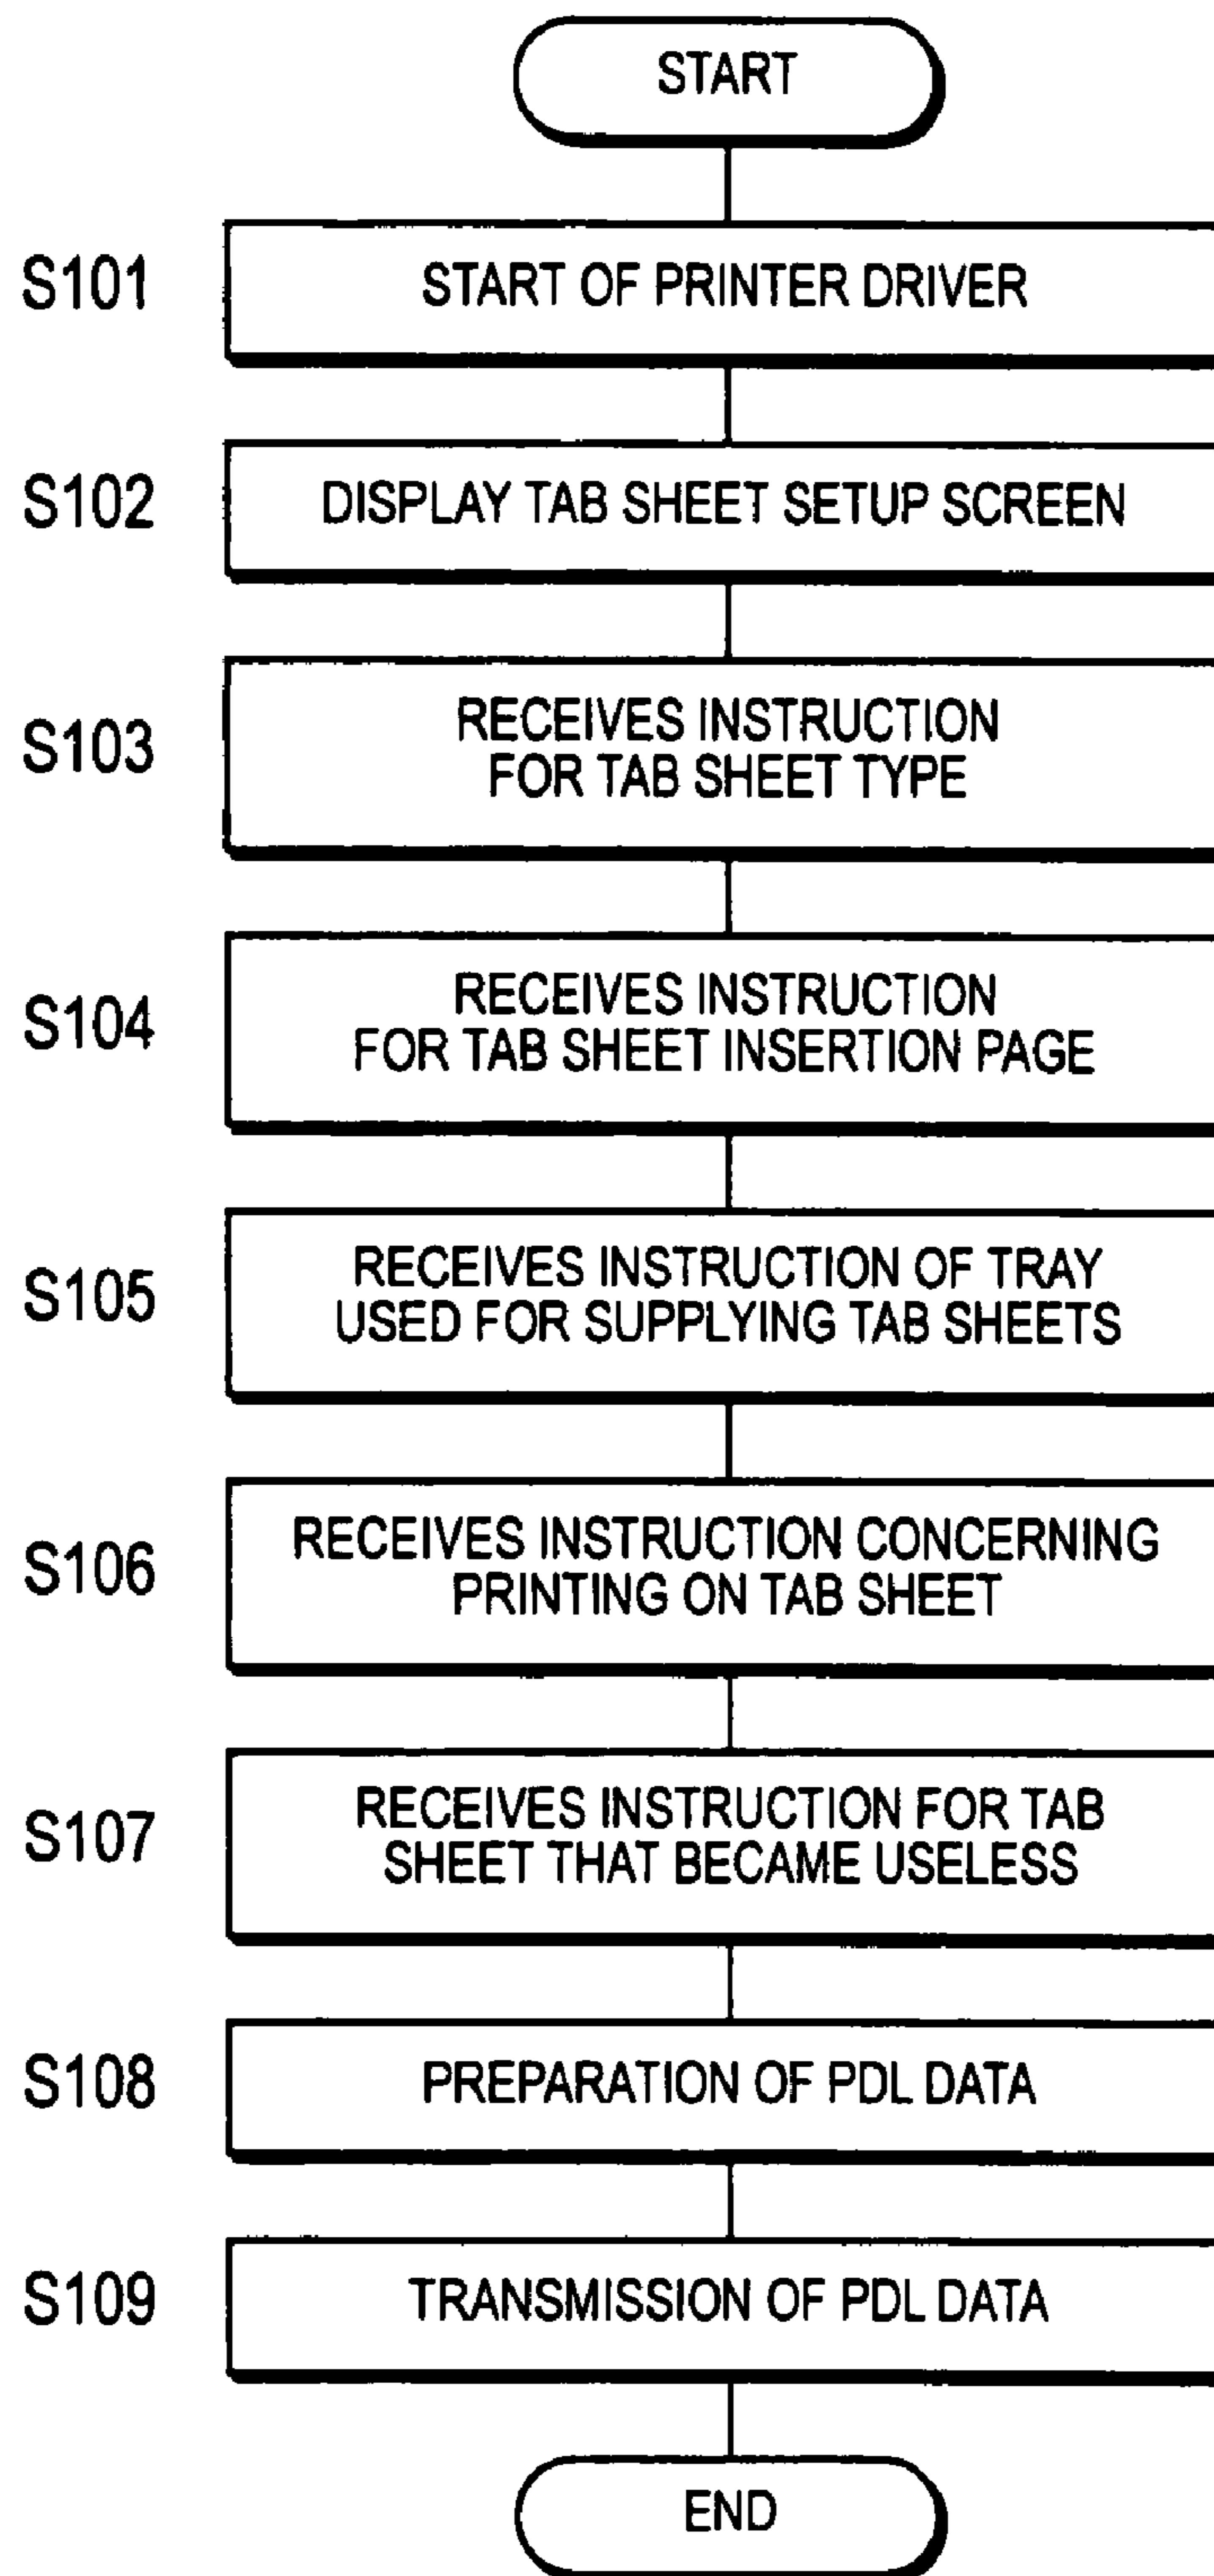 START
S101
START OF PRINTER DRIVER
S102
DISPLAY TAB SHEET SETUP SCREEN
S103
RECEIVES INSTRUCTION
FOR TAB SHEET TYPE
S104
RECEIVES INSTRUCTION
FOR TAB SHEET INSERTION PAGE
S105
RECEIVES INSTRUCTION OF TRAY
USED FOR SUPPLYING TAB SHEETS
S106
RECEIVES INSTRUCTION CONCERNING
PRINTING ON TAB SHEET
S107
RECEIVES INSTRUCTION FOR TAB
SHEET THAT BECAME USELESS
S108
PREPARATION OF PDL DATA
S109
TRANSMISSION OF PDL DATA
END